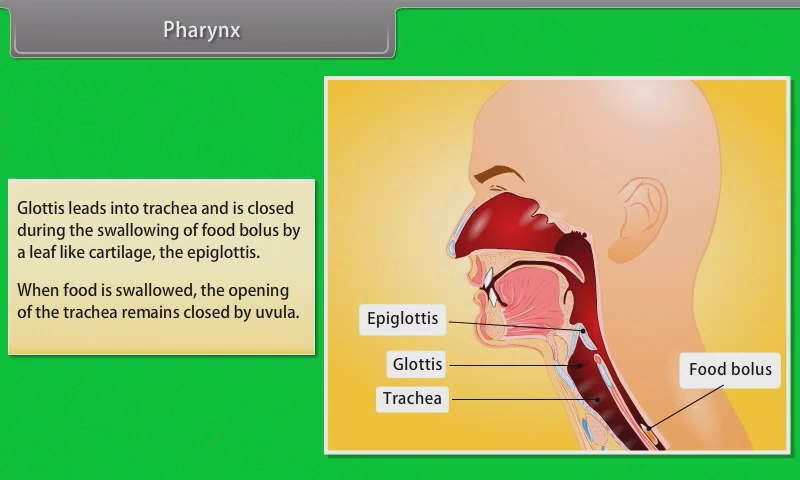 Pharynx
Glottis leads into trachea and is closed
during the swallowing of food bolus by
a leaf like cartilage, the epiglottis.
When food is swallowed, the opening
of the trachea remains closed by uvula.
Epiglottis
Glottis
Trachea
Food bolus